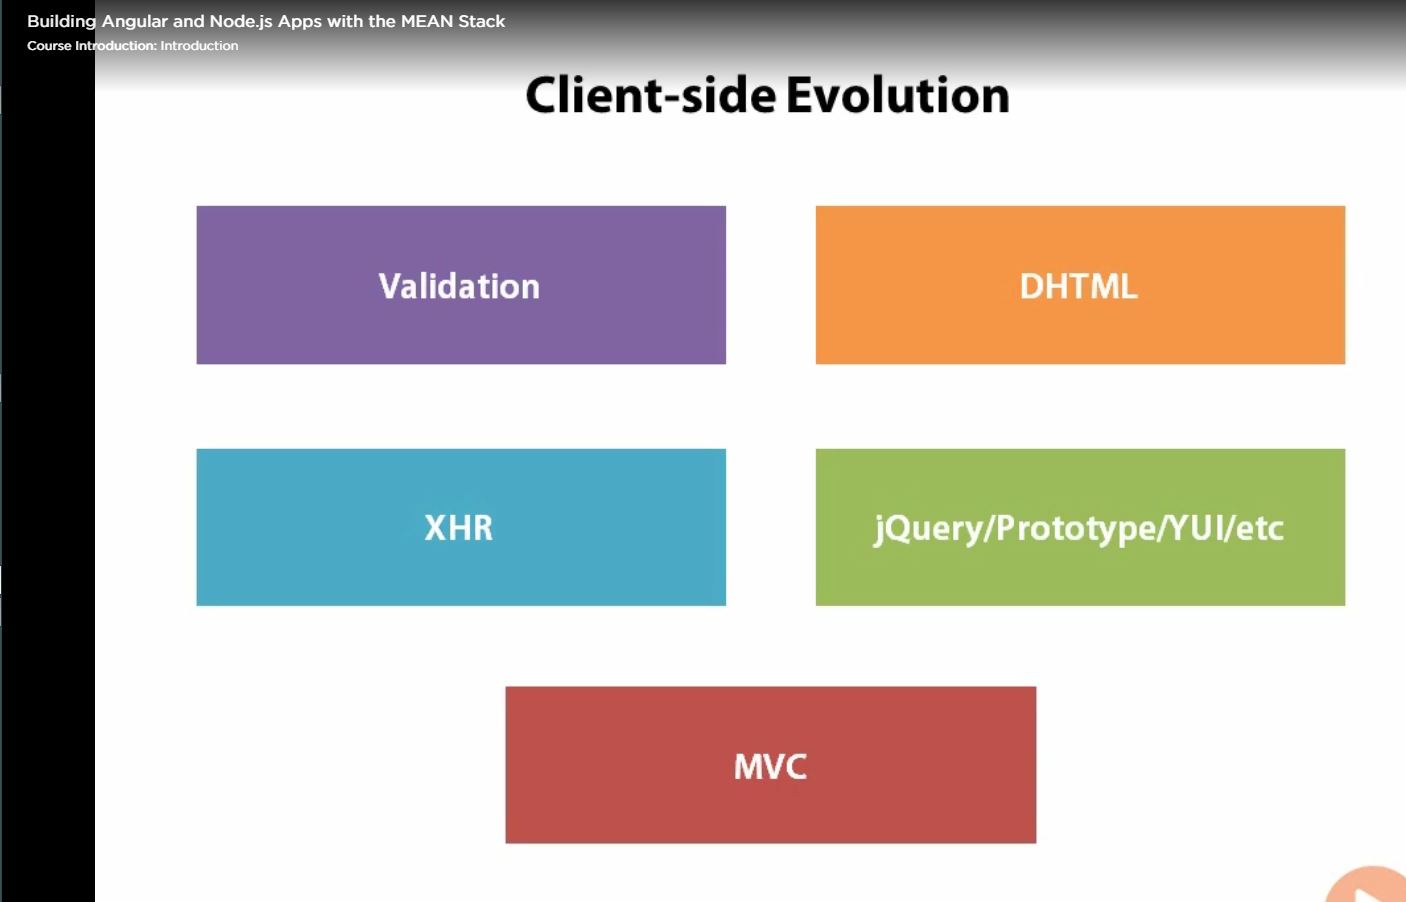 Building Angular and Node.js Apps with the MEAN Stack
Course Introduction: Introduction
Client-side Evolution
Validation
DHTML
XHR
jQuery/Prototype/YUI/etc
MVC